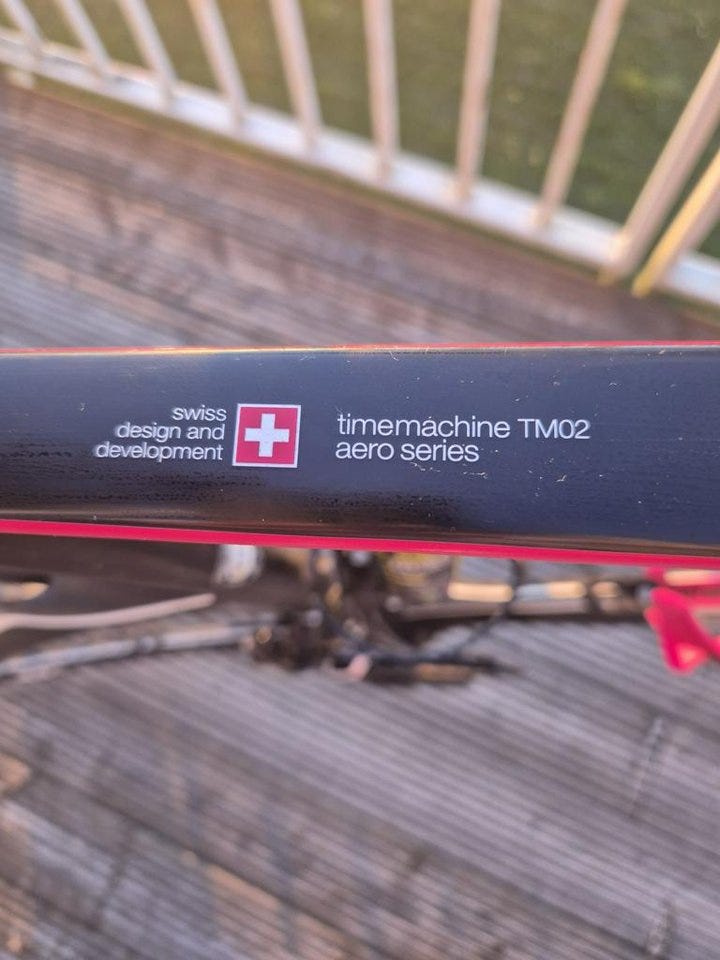 swiss
design and
development
timemachine TM02
aero series